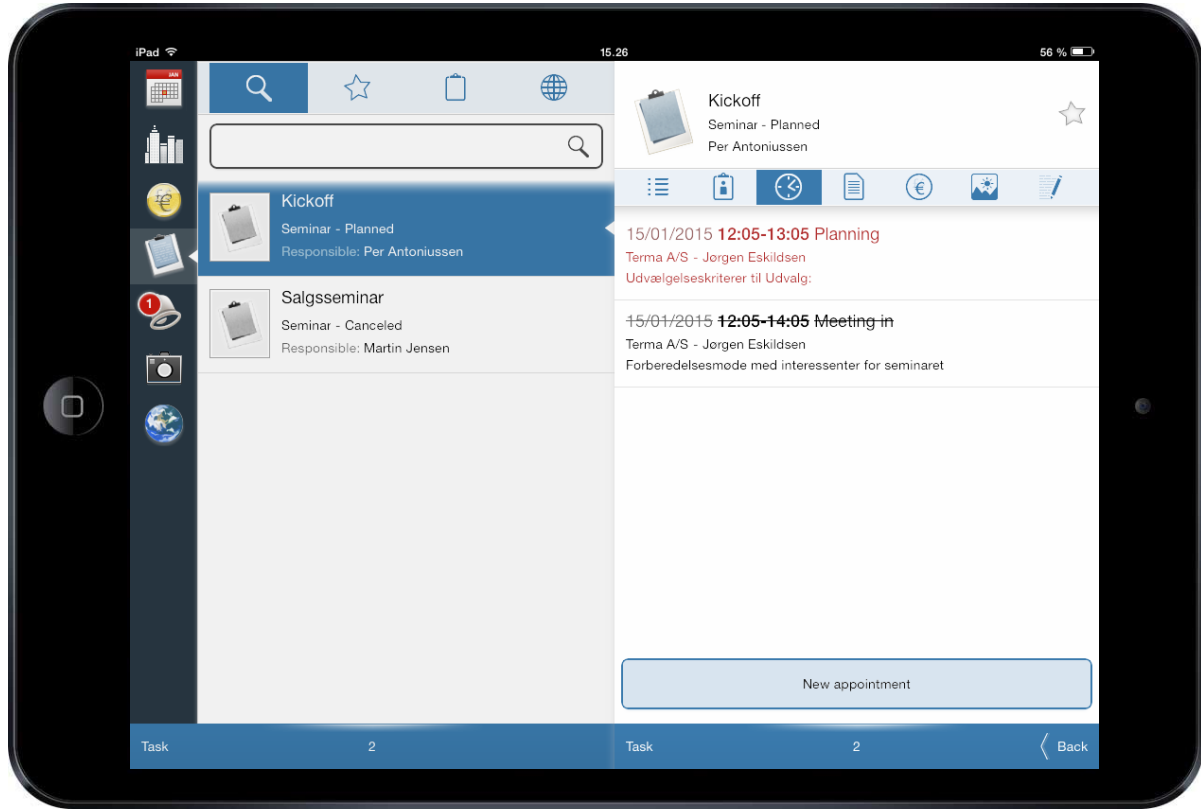 iPad
15.26
56 %
JAN
1
Kickoff
Seminar - Planned
Responsible: Per Antoniussen
Salgsseminar
Seminar - Canceled
Responsible: Martin Jensen
Task
2
Kickoff
Seminar - Planned
Per Antoniussen
€
15/01/2015 12:05-13:05 Planning
Terma A/S - Jørgen Eskildsen
Udvælgelseskriterer til Udvalg:
15/01/2015 12:05-14:05 Meeting in
Terma A/S - Jørgen Eskildsen
Forberedelsesmøde med interessenter for seminaret
New appointment
Task
2
Back